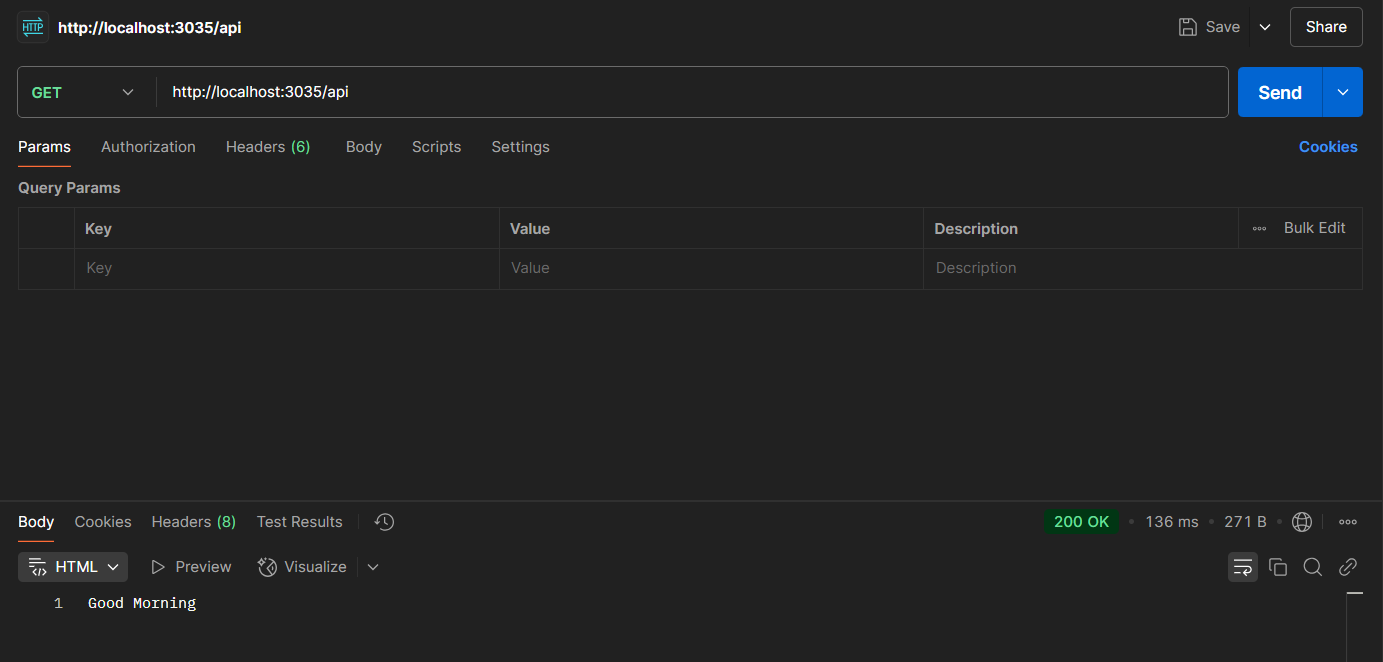 HTTP http://localhost:3035/api Save Share
GET http://localhost:3035/api Send
Params Authorization Headers (6) Body Scripts Settings Cookies
Query Params
Key Value Description Bulk Edit
Key Value Description
Body Cookies Headers (8) Test Results 200 OK • 136 ms • 271 B •
HTML Preview Visualize
1 Good Morning